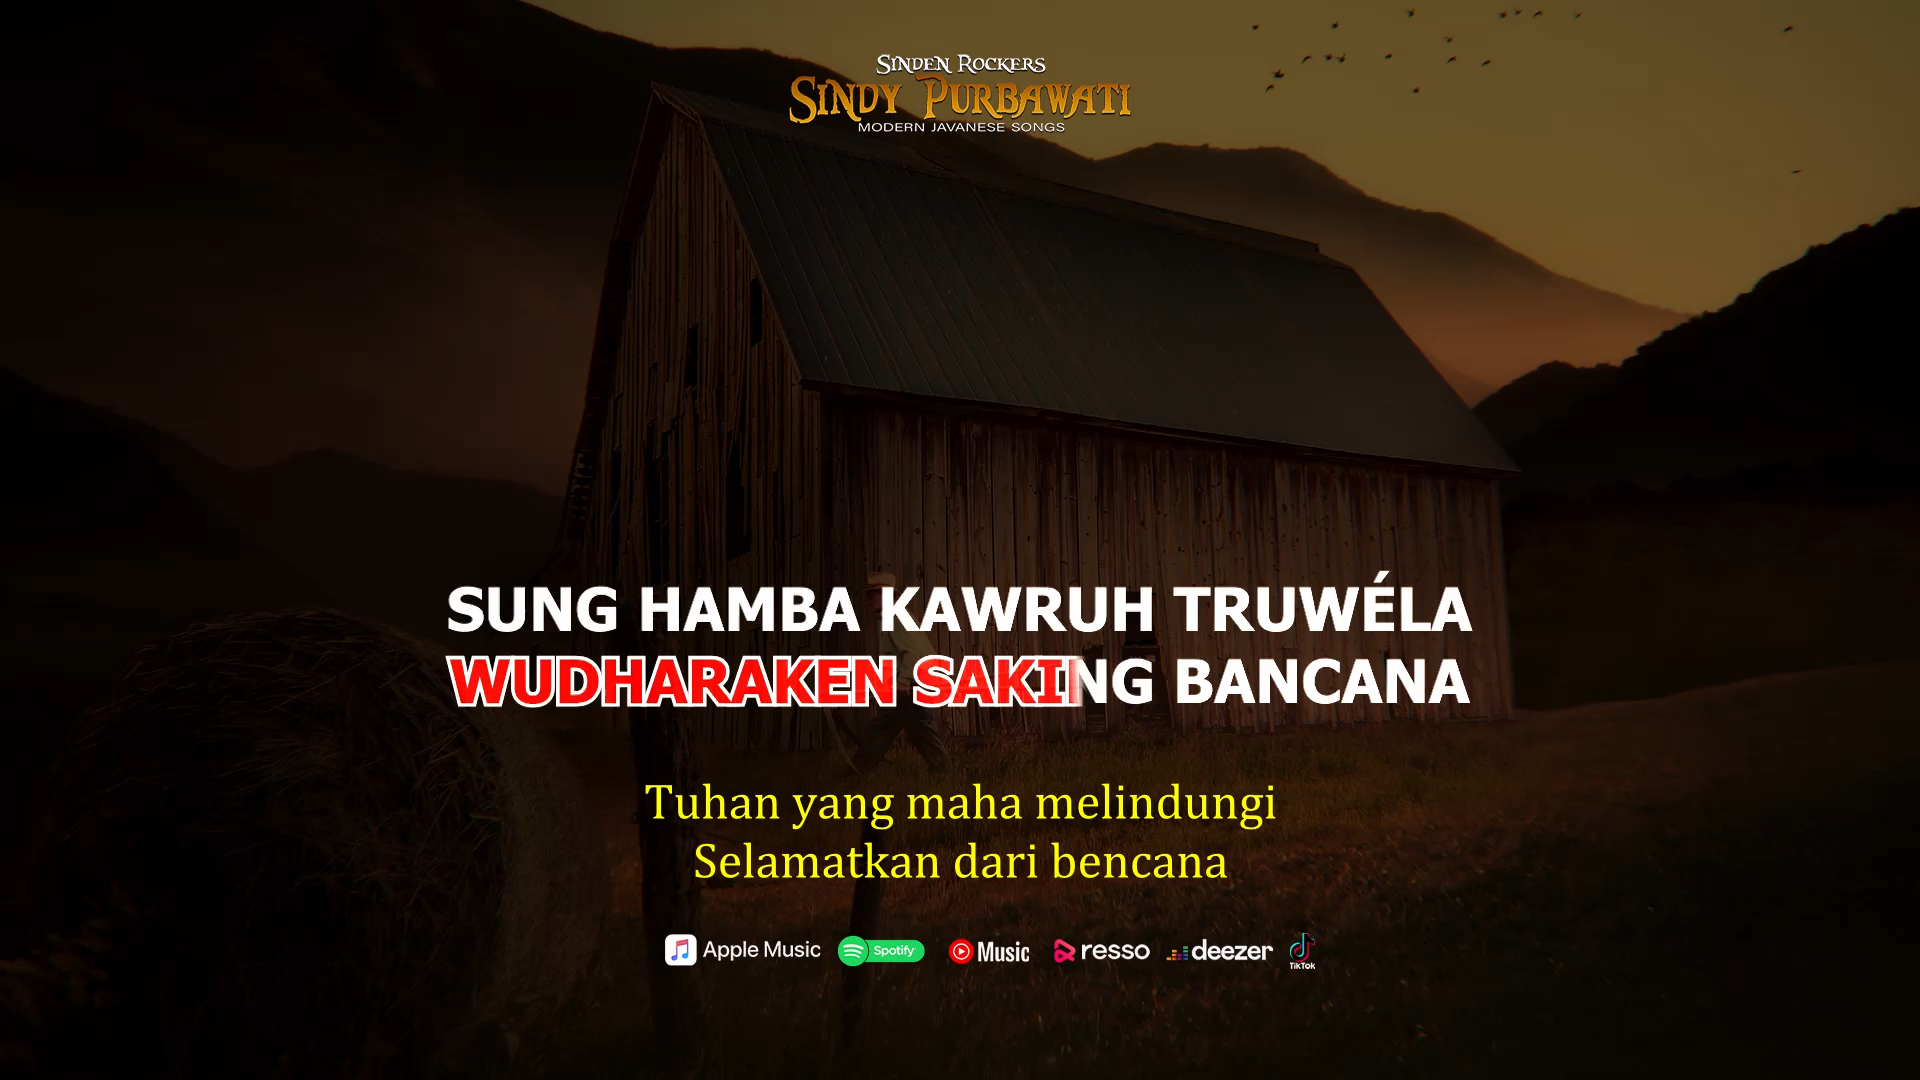 SINDEN ROCKERS
SINDY PURBAWATI
MODERN JAVANESE SONGS
SUNG HAMBA KAWRUH TRUWÉLA
WUDHARAKEN SAKING BANCANA
Tuhan yang maha melindungi
Selamatkan dari bencana
Apple Music Spotify Music resso deezer TikTok